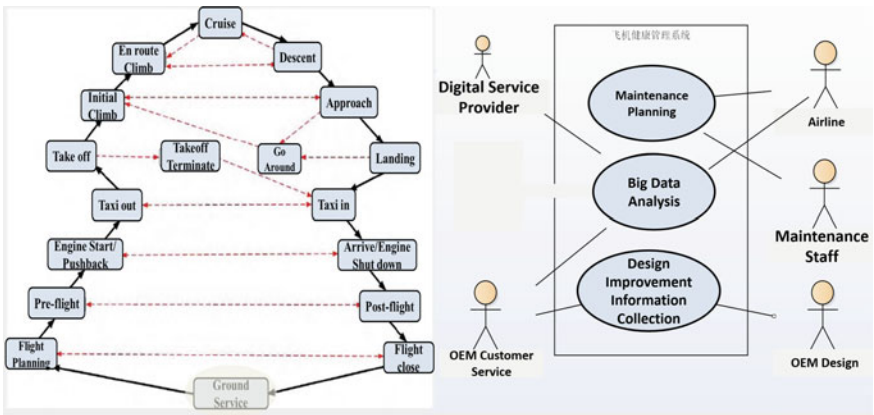 Cruise
En route
Climb
Descent
Initial
Climb
Approach
Take off
Takeoff
Terminate
Go
Around
Landing
Taxi out
Taxi in
Engine Start/
Pushback
Arrive/Engine
Shut down
Pre-flight
Post-flight
Flight
Planning
Flight
close
Ground
Service
飞机健康管理系统
Digital Service
Provider
Maintenance
Planning
Airline
Big Data
Analysis
Maintenance
Staff
Design
Improvement
Information
Collection
OEM Customer
Service
OEM Design